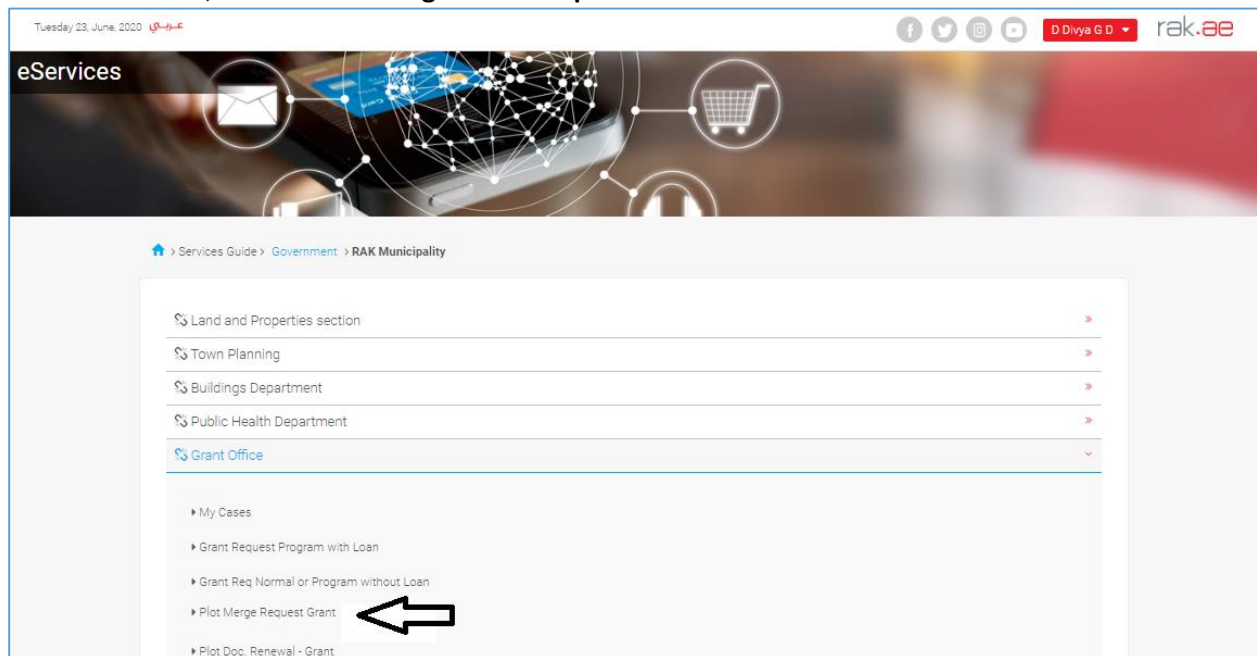 Tuesday 23, June, 2020 عربي D Divya G D rak.ae
eServices
> Services Guide > Government > RAK Municipality
Land and Properties section »
Town Planning »
Buildings Department »
Public Health Department »
Grant Office
My Cases
Grant Request Program with Loan
Grant Req Normal or Program without Loan
Plot Merge Request Grant
Plot Doc. Renewal - Grant